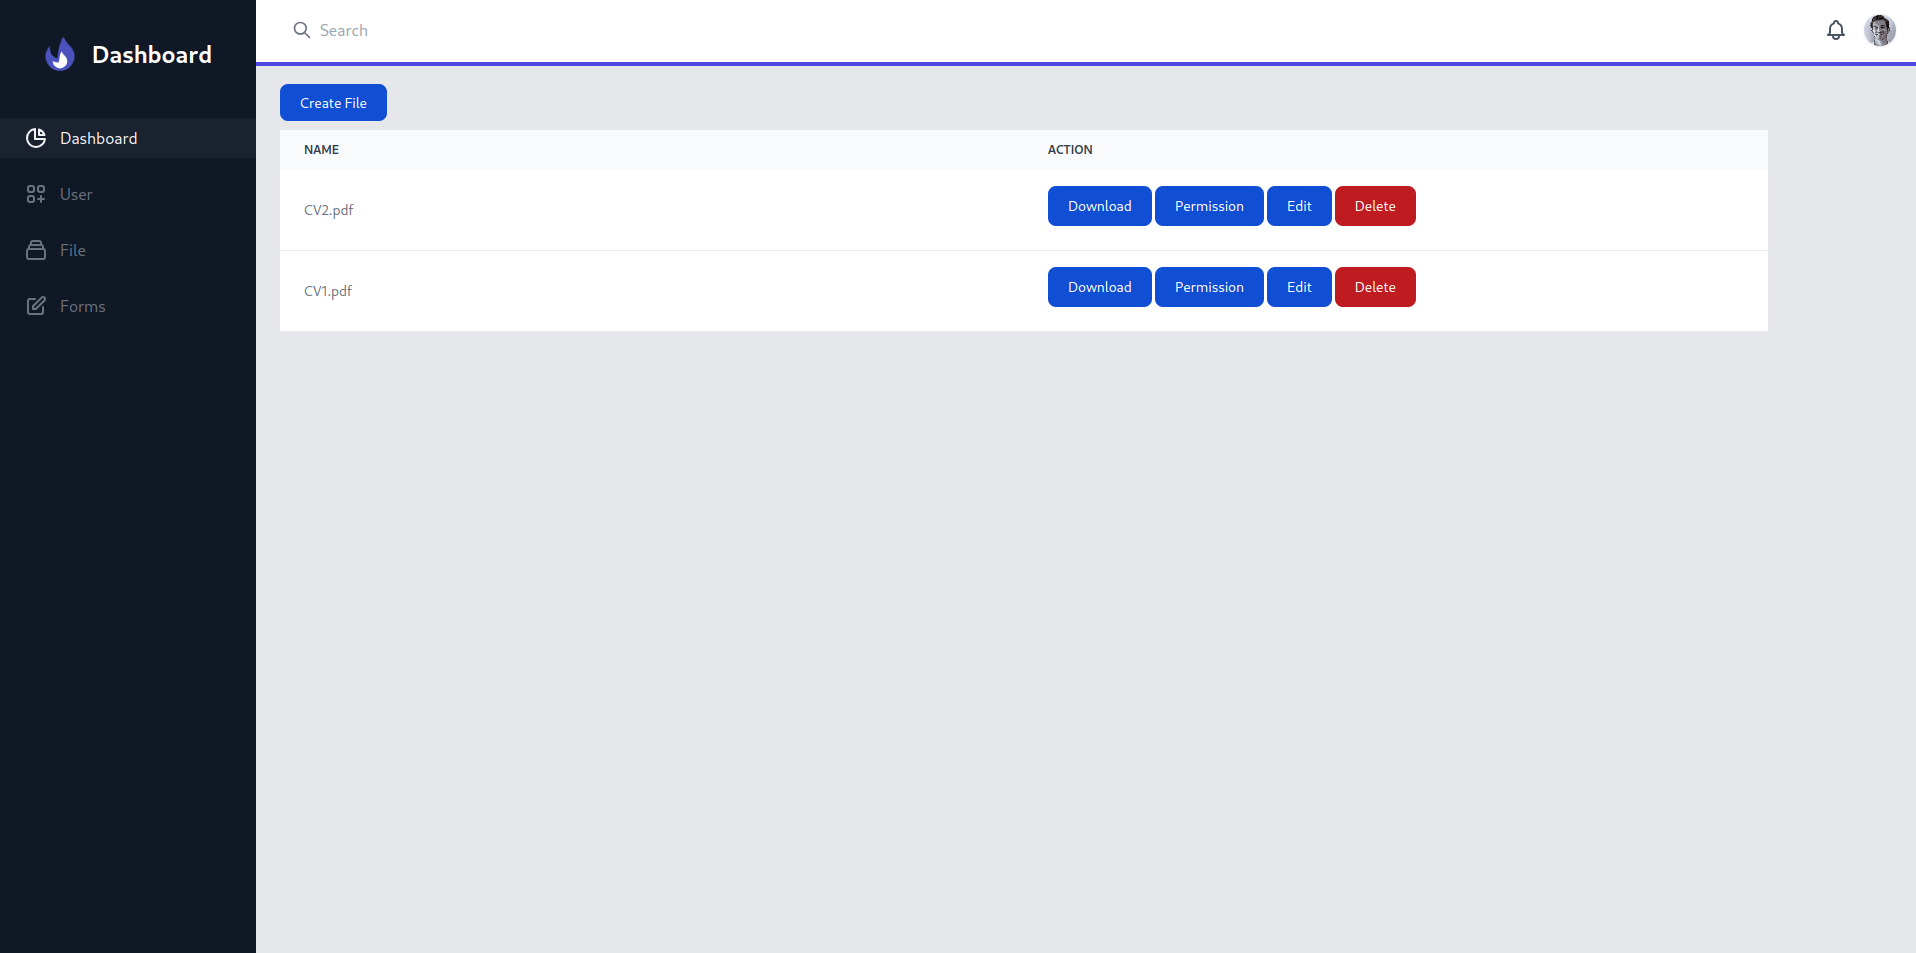 Dashboard
Search
Dashboard
User
File
Forms
Create File
NAME ACTION
CV2.pdf Download Permission Edit Delete
CV1.pdf Download Permission Edit Delete